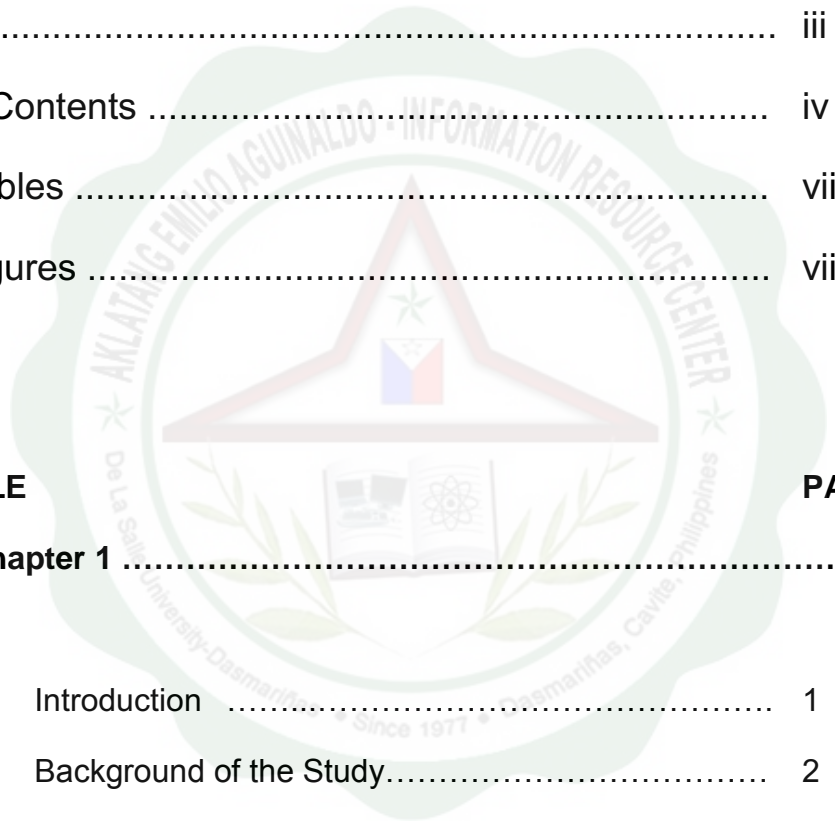 ........................................................................ iii
Contents ............................................................ iv
bles .................................................................... vii
gures .................................................................. vii
LE PA
hapter 1 ……………………………………………………………
Introduction ……………………………………………… 1
Background of the Study……………………………… 2
AKLATANG EMILIO AGUINALDO - INFORMATION RESOURCE CENTER
De La Salle University-Dasmariñas • Since 1977 • Dasmariñas, Cavite, Philippines